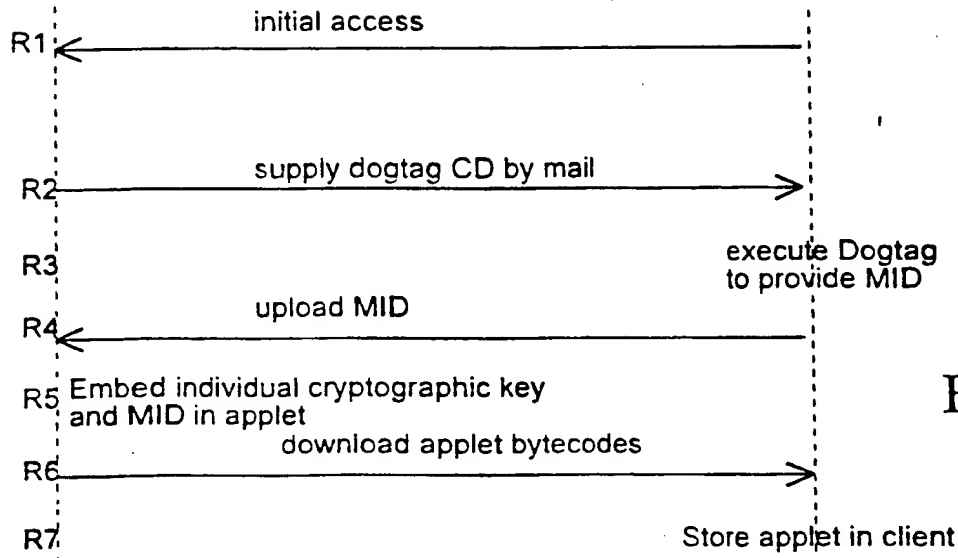 initial access
R1
supply dogtag CD by mail
R2
execute Dogtag
R3
to provide MID
upload MID
R4
R5 Embed individual cryptographic key
and MID in applet
download applet bytecodes
R6
R7 Store applet in client